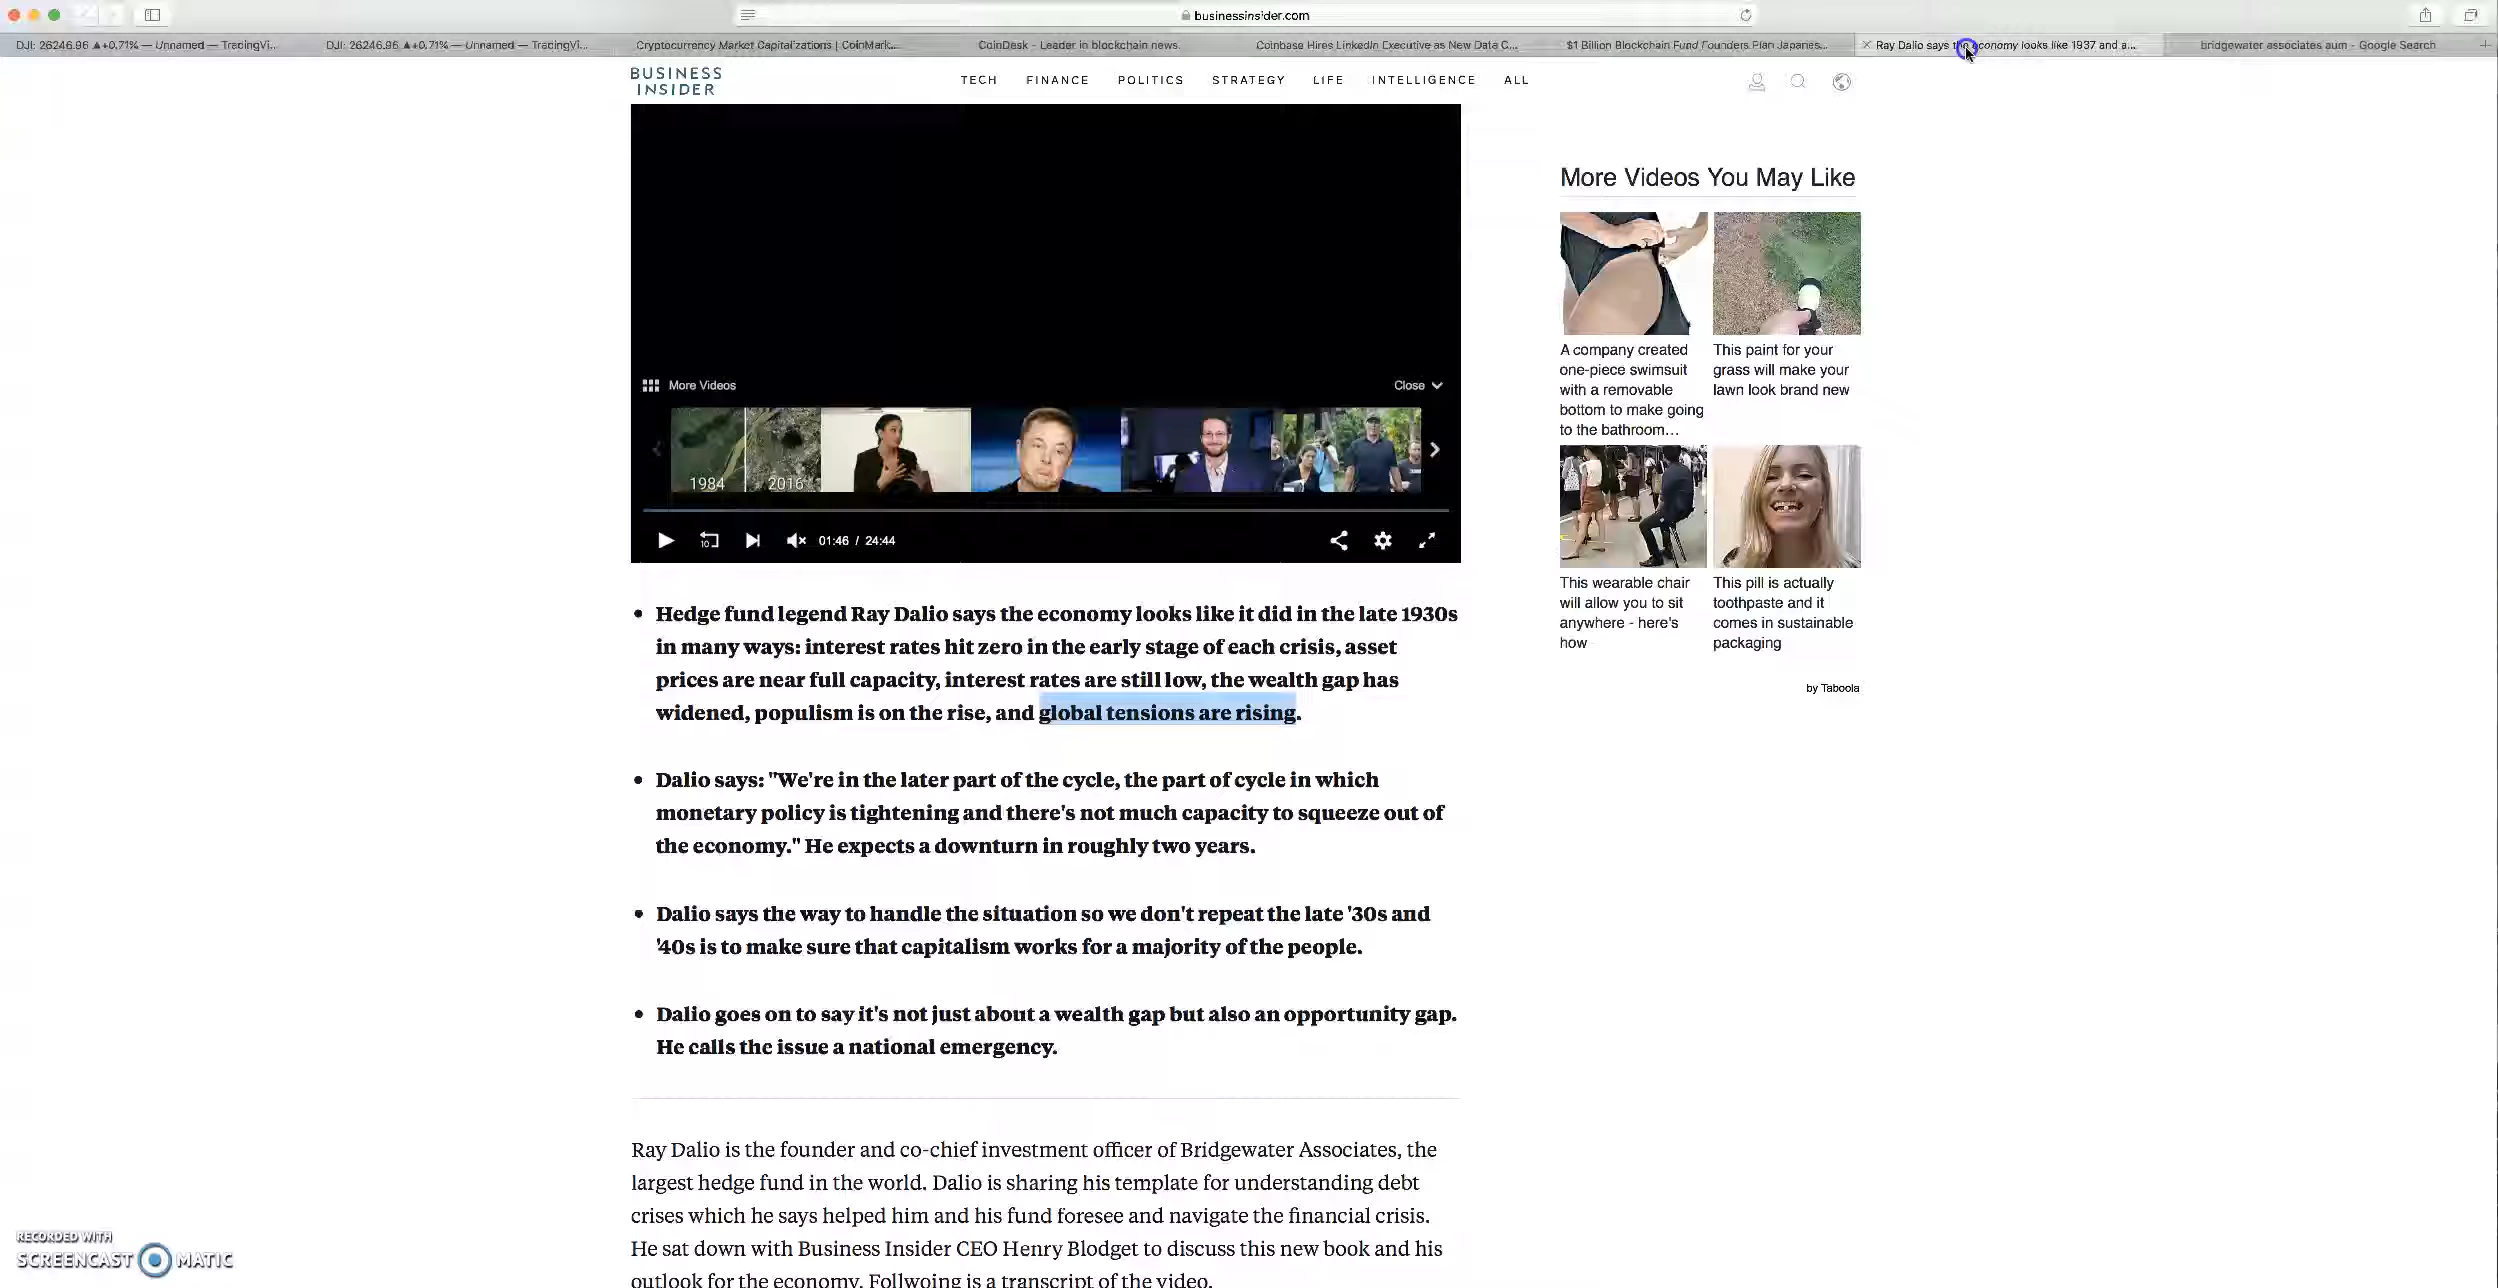 businessinsider.com
DJI: 26246.96 ▲+0.71% — Unnamed — TradingVi...
DJI: 26246.96 ▲+0.71% — Unnamed — TradingVi...
Cryptocurrency Market Capitalizations | CoinMark...
CoinDesk - Leader in blockchain news.
Coinbase Hires LinkedIn Executive as New Data C...
$1 Billion Blockchain Fund Founders Plan Japanes...
Ray Dalio says the economy looks like 1937 and a...
bridgewater associates aum - Google Search
BUSINESS
INSIDER
TECH
FINANCE
POLITICS
STRATEGY
LIFE
INTELLIGENCE
ALL
More Videos
Close
1984
2016
10
01:46 / 24:44
More Videos You May Like
A company created
one-piece swimsuit
with a removable
bottom to make going
to the bathroom...
This paint for your
grass will make your
lawn look brand new
This wearable chair
will allow you to sit
anywhere - here's
how
This pill is actually
toothpaste and it
comes in sustainable
packaging
by Taboola
• Hedge fund legend Ray Dalio says the economy looks like it did in the late 1930s
in many ways: interest rates hit zero in the early stage of each crisis, asset
prices are near full capacity, interest rates are still low, the wealth gap has
widened, populism is on the rise, and global tensions are rising.
• Dalio says: "We're in the later part of the cycle, the part of cycle in which
monetary policy is tightening and there's not much capacity to squeeze out of
the economy." He expects a downturn in roughly two years.
• Dalio says the way to handle the situation so we don't repeat the late '30s and
'40s is to make sure that capitalism works for a majority of the people.
• Dalio goes on to say it's not just about a wealth gap but also an opportunity gap.
He calls the issue a national emergency.
Ray Dalio is the founder and co-chief investment officer of Bridgewater Associates, the
largest hedge fund in the world. Dalio is sharing his template for understanding debt
crises which he says helped him and his fund foresee and navigate the financial crisis.
He sat down with Business Insider CEO Henry Blodget to discuss this new book and his
outlook for the economy. Follwoing is a transcript of the video.
RECORDED WITH
SCREENCAST MATIC